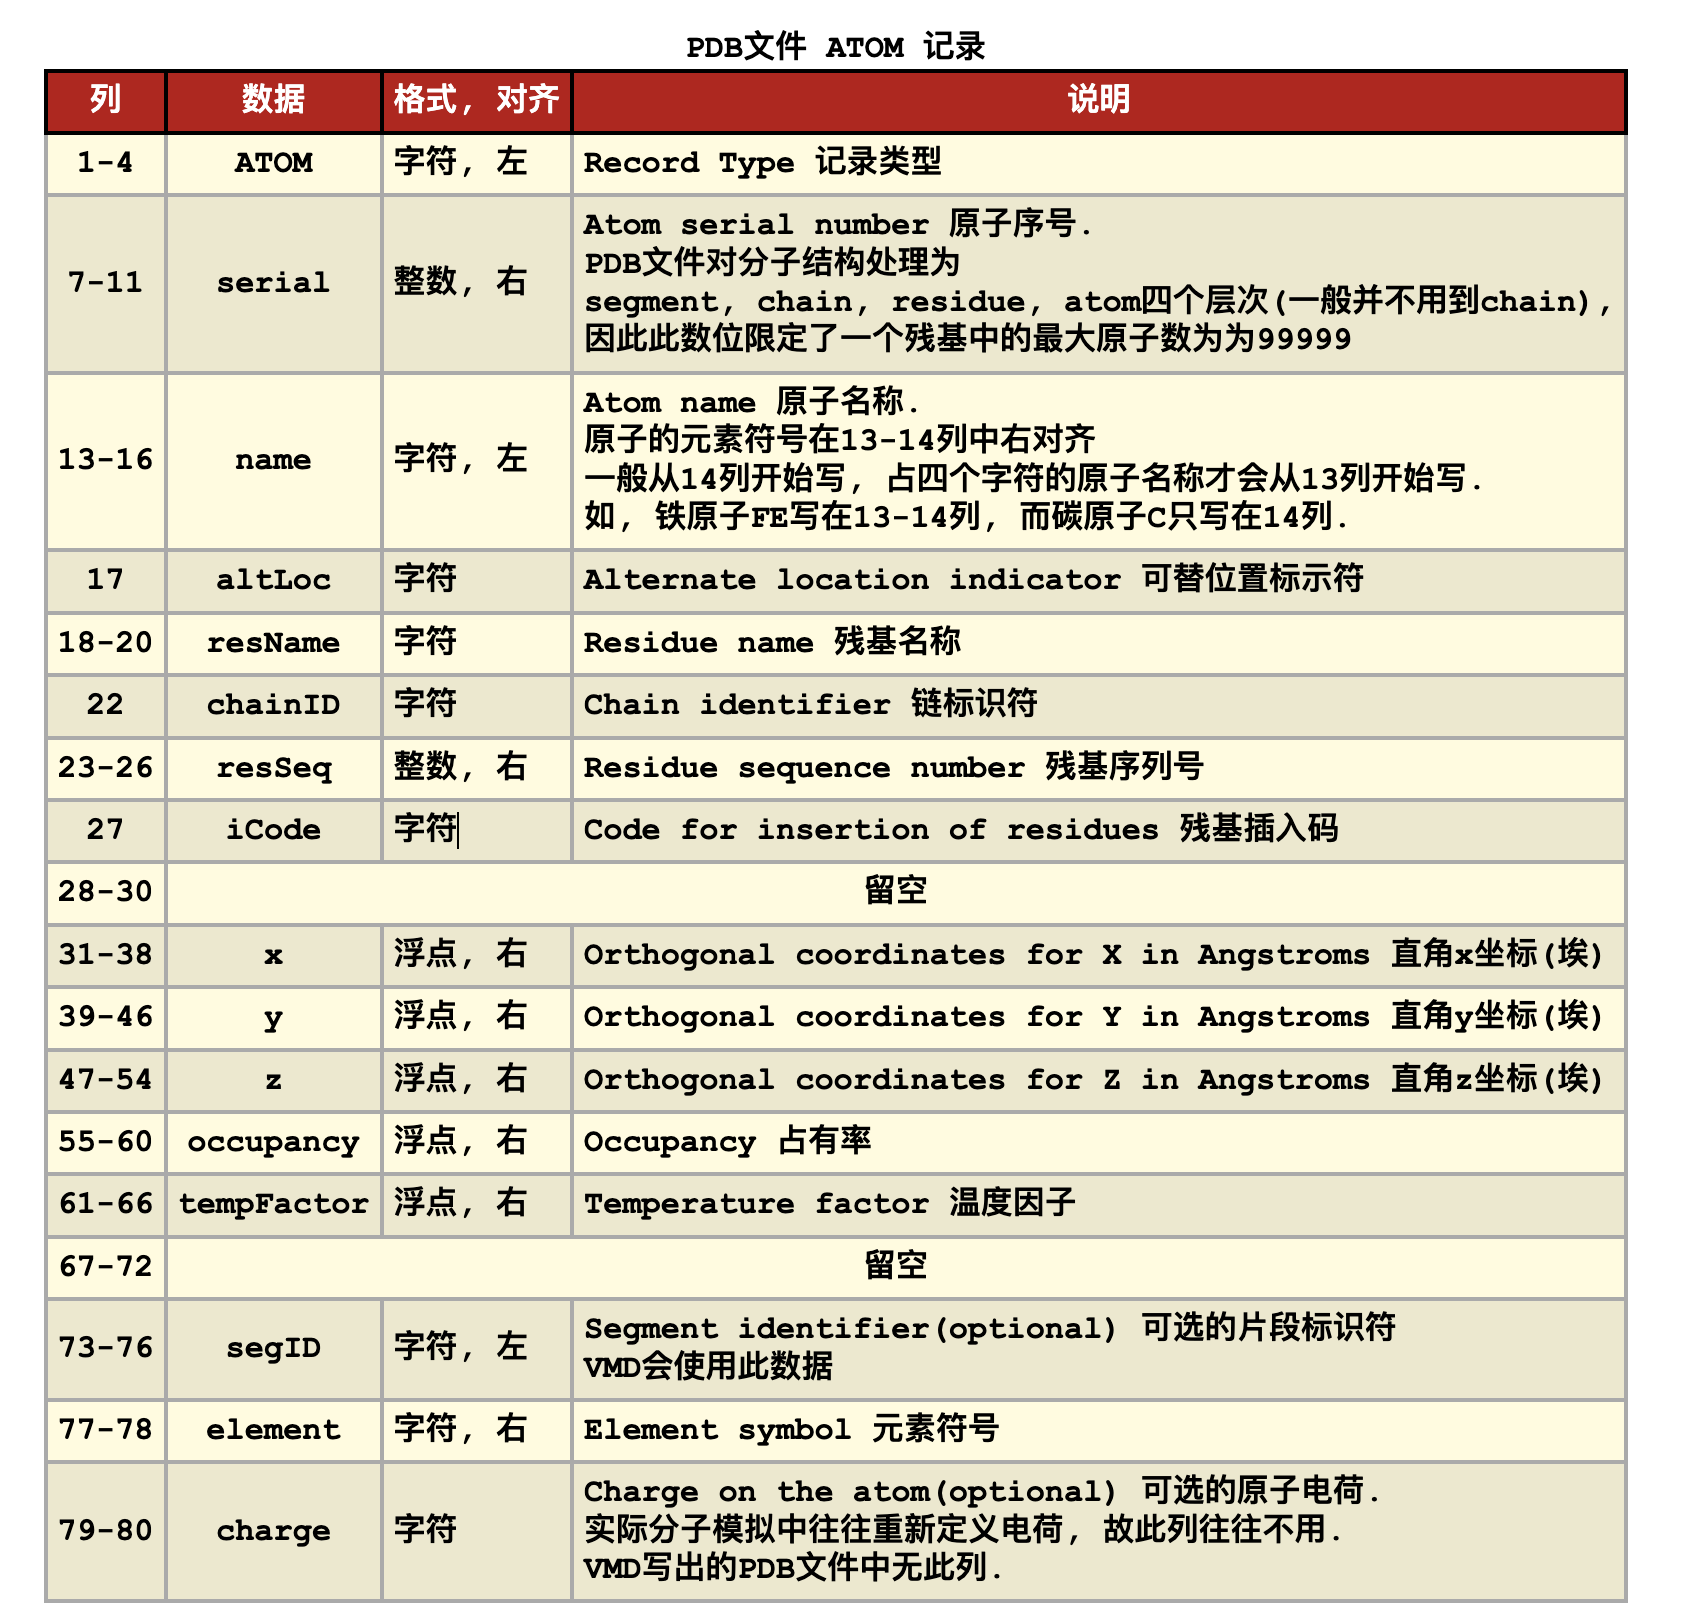 PDB文件 ATOM 记录
列 数据 格式, 对齐 说明
1-4 ATOM 字符, 左 Record Type 记录类型
7-11 serial 整数, 右 Atom serial number 原子序号.
PDB文件对分子结构处理为
segment, chain, residue, atom四个层次(一般并不用到chain),
因此此数位限定了一个残基中的最大原子数为为99999
13-16 name 字符, 左 Atom name 原子名称.
原子的元素符号在13-14列中右对齐
一般从14列开始写, 占四个字符的原子名称才会从13列开始写.
如, 铁原子FE写在13-14列, 而碳原子C只写在14列.
17 altLoc 字符 Alternate location indicator 可替位置标示符
18-20 resName 字符 Residue name 残基名称
22 chainID 字符 Chain identifier 链标识符
23-26 resSeq 整数, 右 Residue sequence number 残基序列号
27 iCode 字符 Code for insertion of residues 残基插入码
28-30 留空
31-38 x 浮点, 右 Orthogonal coordinates for X in Angstroms 直角x坐标(埃)
39-46 y 浮点, 右 Orthogonal coordinates for Y in Angstroms 直角y坐标(埃)
47-54 z 浮点, 右 Orthogonal coordinates for Z in Angstroms 直角z坐标(埃)
55-60 occupancy 浮点, 右 Occupancy 占有率
61-66 tempFactor 浮点, 右 Temperature factor 温度因子
67-72 留空
73-76 segID 字符, 左 Segment identifier(optional) 可选的片段标识符
VMD会使用此数据
77-78 element 字符, 右 Element symbol 元素符号
79-80 charge 字符 Charge on the atom(optional) 可选的原子电荷.
实际分子模拟中往往重新定义电荷, 故此列往往不用.
VMD写出的PDB文件中无此列.